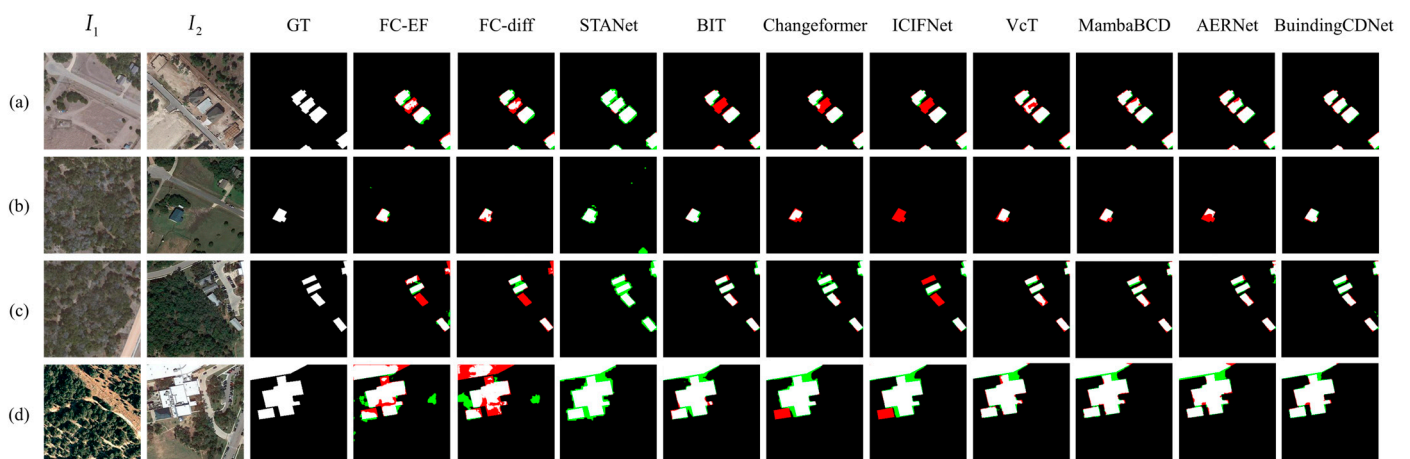 I₁ I₂ GT FC-EF FC-diff STANet BIT Changeformer ICIFNet VcT MambaBCD AERNet BuindingCDNet
(a)
(b)
(c)
(d)